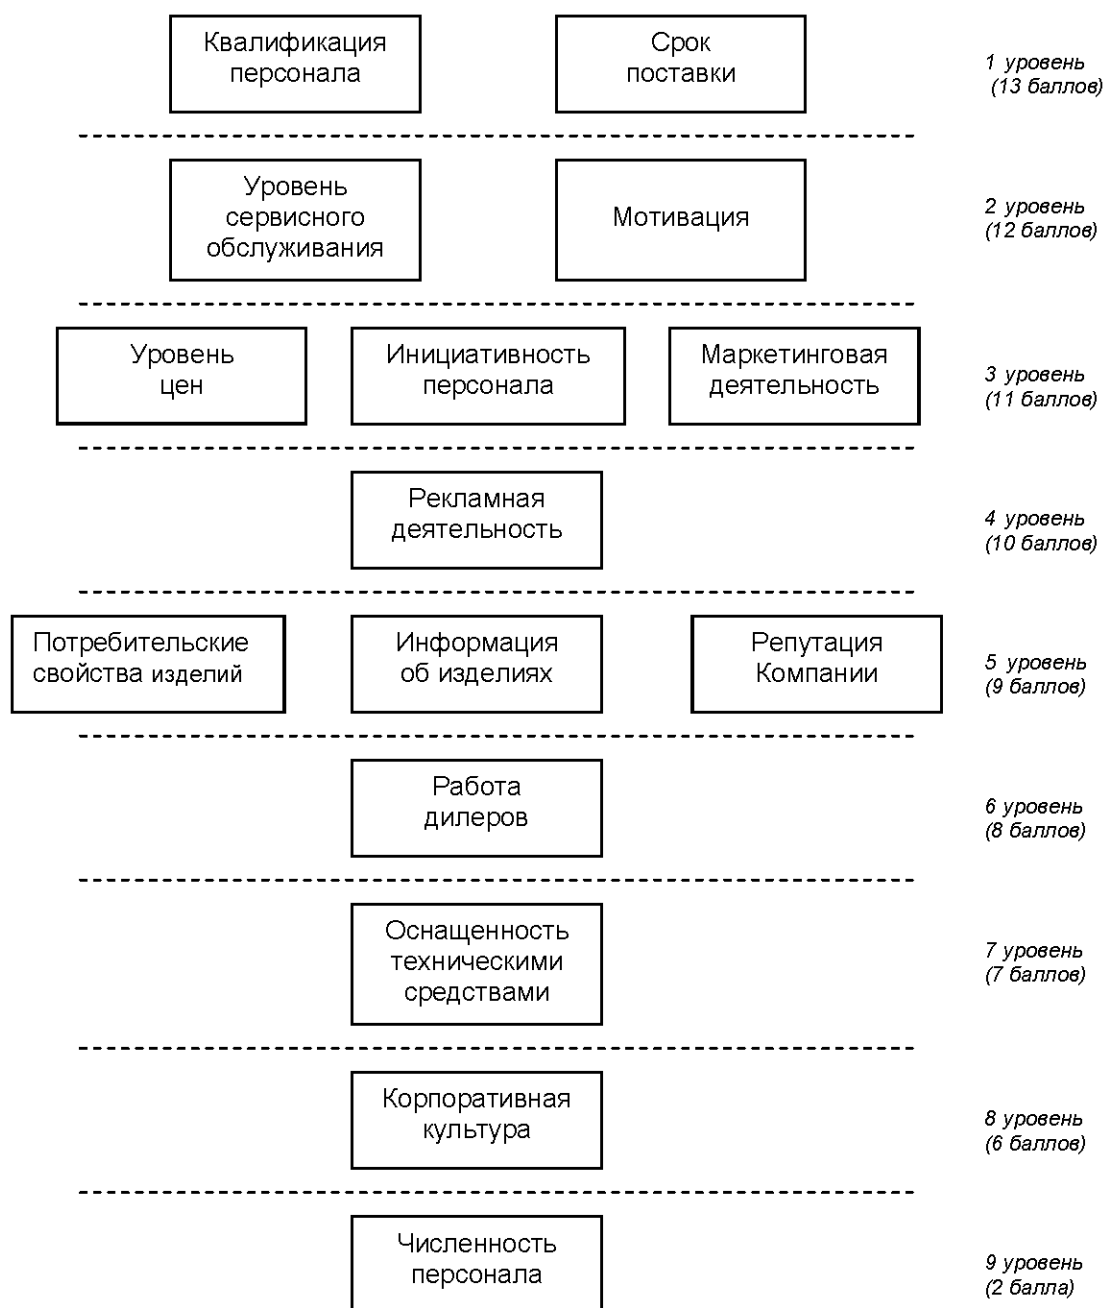 Квалификация
персонала
Срок
поставки
1 уровень
(13 баллов)
Уровень
сервисного
обслуживания
Мотивация
2 уровень
(12 баллов)
Уровень
цен
Инициативность
персонала
Маркетинговая
деятельность
3 уровень
(11 баллов)
Рекламная
деятельность
4 уровень
(10 баллов)
Потребительские
свойства изделий
Информация
об изделиях
Репутация
Компании
5 уровень
(9 баллов)
Работа
дилеров
6 уровень
(8 баллов)
Оснащенность
техническими
средствами
7 уровень
(7 баллов)
Корпоративная
культура
8 уровень
(6 баллов)
Численность
персонала
9 уровень
(2 балла)